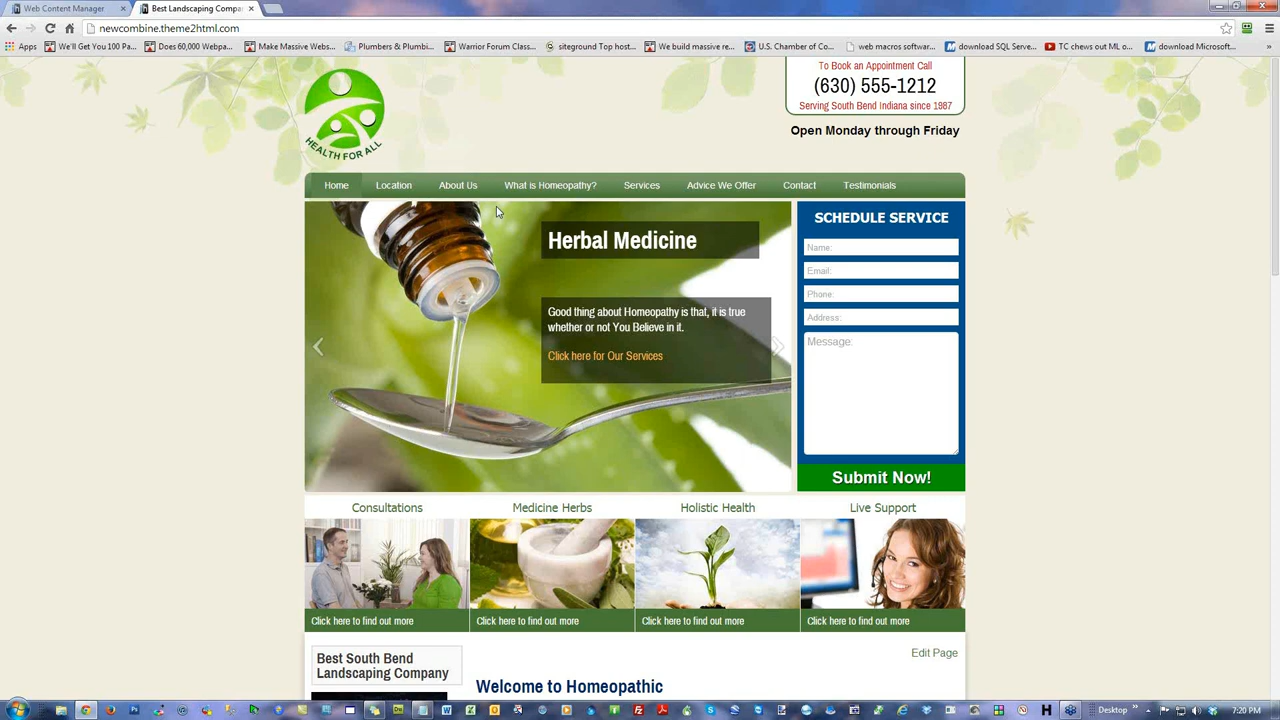 Web Content Manager
Best Landscaping Compa
newcombine.theme2html.com
Apps
We'll Get You 100 Pa...
Does 60,000 Webpa...
Make Massive Webs...
Plumbers & Plumbi...
Warrior Forum Class...
siteground Top host...
We build massive re...
U.S. Chamber of Co...
web macros softwar...
download SQL Serve...
TC chews out ML o...
download Microsoft...
To Book an Appointment Call
(630) 555-1212
Serving South Bend Indiana since 1987
Open Monday through Friday
HEALTH FOR ALL
Home
Location
About Us
What is Homeopathy?
Services
Advice We Offer
Contact
Testimonials
Herbal Medicine
Good thing about Homeopathy is that, it is true
whether or not You Believe in it.
Click here for Our Services
SCHEDULE SERVICE
Name:
Email:
Phone:
Address:
Message:
Submit Now!
Consultations
Medicine Herbs
Holistic Health
Live Support
Click here to find out more
Click here to find out more
Click here to find out more
Click here to find out more
Best South Bend
Landscaping Company
Edit Page
Welcome to Homeopathic
Desktop
7:20 PM